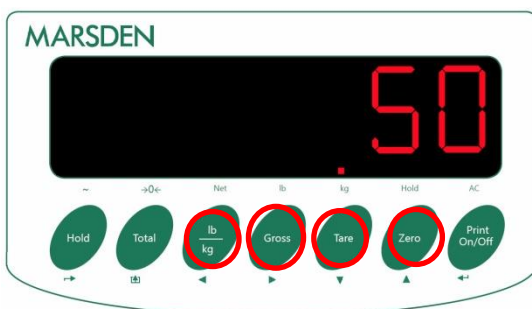 MARSDEN
50
~ →0← Net lb kg Hold AC
Hold Total lb/kg Gross Tare Zero Print On/Off